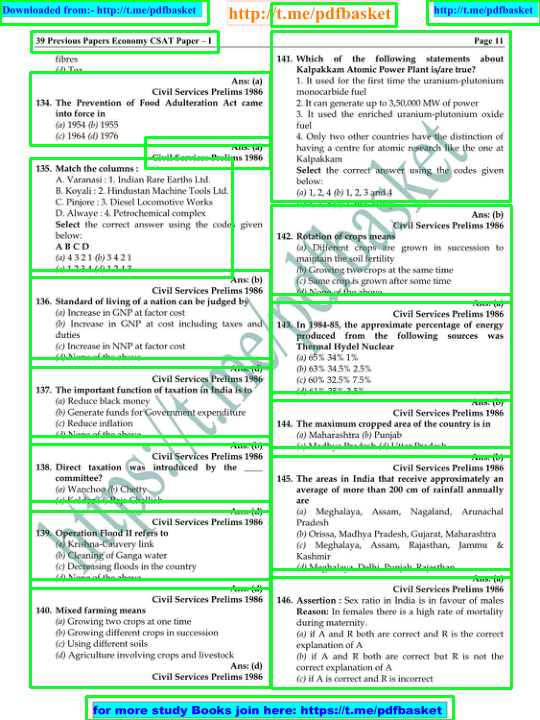 Downloaded from:- http://t.me/pdfbasket
http://t.me/pdfbasket
http://t.me/pdfbasket
39 Previous Papers Economy CSAT Paper – I
Page 11
fibres
(d) Tea
Ans: (a)
Civil Services Prelims 1986
134. The Prevention of Food Adulteration Act came
into force in
(a) 1954 (b) 1955
(c) 1964 (d) 1976
Ans: (a)
Civil Services Prelims 1986
135. Match the columns :
A. Varanasi : 1. Indian Rare Earths Ltd.
B. Koyali : 2. Hindustan Machine Tools Ltd.
C. Pinjore : 3. Diesel Locomotive Works
D. Alwaye : 4. Petrochemical complex
Select the correct answer using the codes given
below:
A B C D
(a) 4 3 2 1 (b) 3 4 2 1
(c) 1 2 3 4 (d) 1 2 4 3
Ans: (b)
Civil Services Prelims 1986
136. Standard of living of a nation can be judged by
(a) Increase in GNP at factor cost
(b) Increase in GNP at cost including taxes and
duties
(c) Increase in NNP at factor cost
(d) None of the above
Ans: (d)
Civil Services Prelims 1986
137. The important function of taxation in India is to
(a) Reduce black money
(b) Generate funds for Government expenditure
(c) Reduce inflation
(d) None of the above
Ans: (b)
Civil Services Prelims 1986
138. Direct taxation was introduced by the ____
committee?
(a) Wanchoo (b) Chetty
(c) Kaldor (d) Raja Chelliah
Ans: (d)
Civil Services Prelims 1986
139. Operation Flood II refers to
(a) Krishna-Cauvery link
(b) Cleaning of Ganga water
(c) Decreasing floods in the country
(d) None of the above
Ans: (d)
Civil Services Prelims 1986
140. Mixed farming means
(a) Growing two crops at one time
(b) Growing different crops in succession
(c) Using different soils
(d) Agriculture involving crops and livestock
Ans: (d)
Civil Services Prelims 1986
141. Which of the following statements about
Kalpakkam Atomic Power Plant is/are true?
1. It used for the first time the uranium-plutonium
monocarbide fuel
2. It can generate up to 3,50,000 MW of power
3. It used the enriched uranium-plutonium oxide
fuel
4. Only two other countries have the distinction of
having a centre for atomic research like the one at
Kalpakkam
Select the correct answer using the codes given
below:
(a) 1, 2, 4 (b) 1, 2, 3 and 4
Ans: (b)
Civil Services Prelims 1986
142. Rotation of crops means
(a) Different crops are grown in succession to
maintain the soil fertility
(b) Growing two crops at the same time
(c) Same crop is grown after some time
(d) None of the above
Ans: (a)
Civil Services Prelims 1986
143. In 1984-85, the approximate percentage of energy
produced from the following sources was
Thermal Hydel Nuclear
(a) 65% 34% 1%
(b) 63% 34.5% 2.5%
(c) 60% 32.5% 7.5%
(d) 61% 35% 3.5%
Ans: (b)
Civil Services Prelims 1986
144. The maximum cropped area of the country is in
(a) Maharashtra (b) Punjab
(c) Madhya Pradesh (d) Uttar Pradesh
Ans: (b)
Civil Services Prelims 1986
145. The areas in India that receive approximately an
average of more than 200 cm of rainfall annually
are
(a) Meghalaya, Assam, Nagaland, Arunachal
Pradesh
(b) Orissa, Madhya Pradesh, Gujarat, Maharashtra
(c) Meghalaya, Assam, Rajasthan, Jammu &
Kashmir
(d) Meghalaya, Delhi, Punjab, Rajasthan
Ans: (a)
Civil Services Prelims 1986
146. Assertion : Sex ratio in India is in favour of males
Reason: In females there is a high rate of mortality
during maternity.
(a) if A and R both are correct and R is the correct
explanation of A
(b) if A and R both are correct but R is not the
correct explanation of A
(c) if A is correct and R is incorrect
https://t.me/pdfbasket
for more study Books join here: https://t.me/pdfbasket